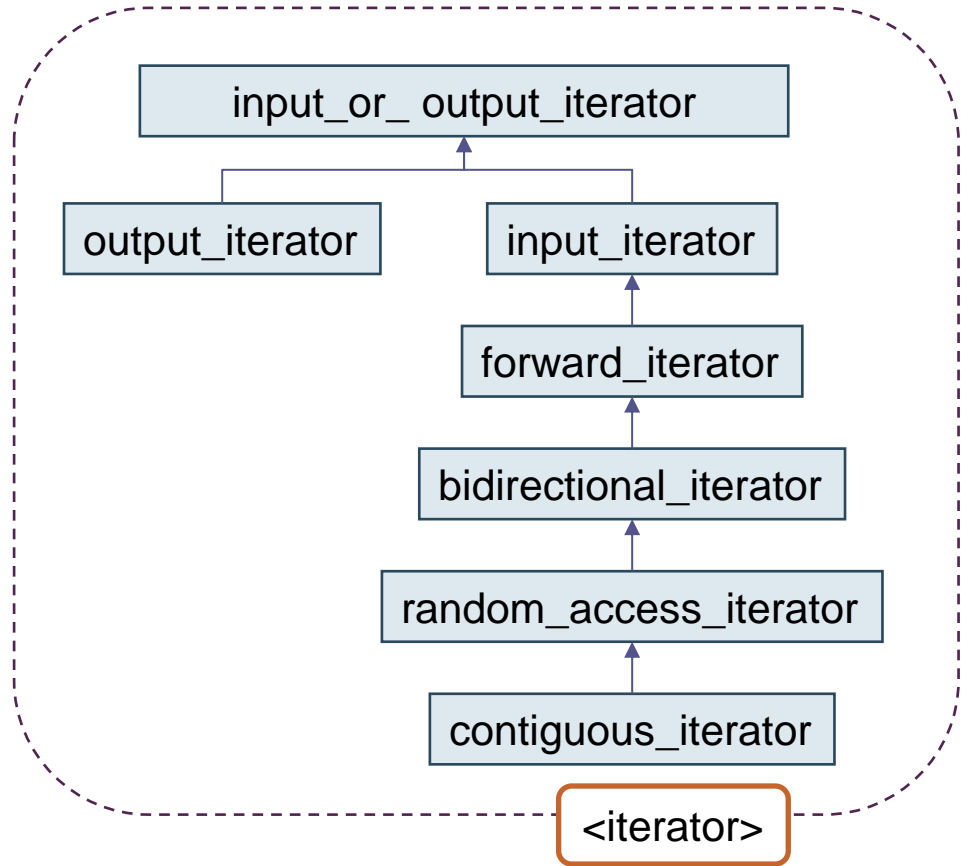 input_or_ output_iterator
output_iterator
input_iterator
forward_iterator
bidirectional_iterator
random_access_iterator
contiguous_iterator
<iterator>